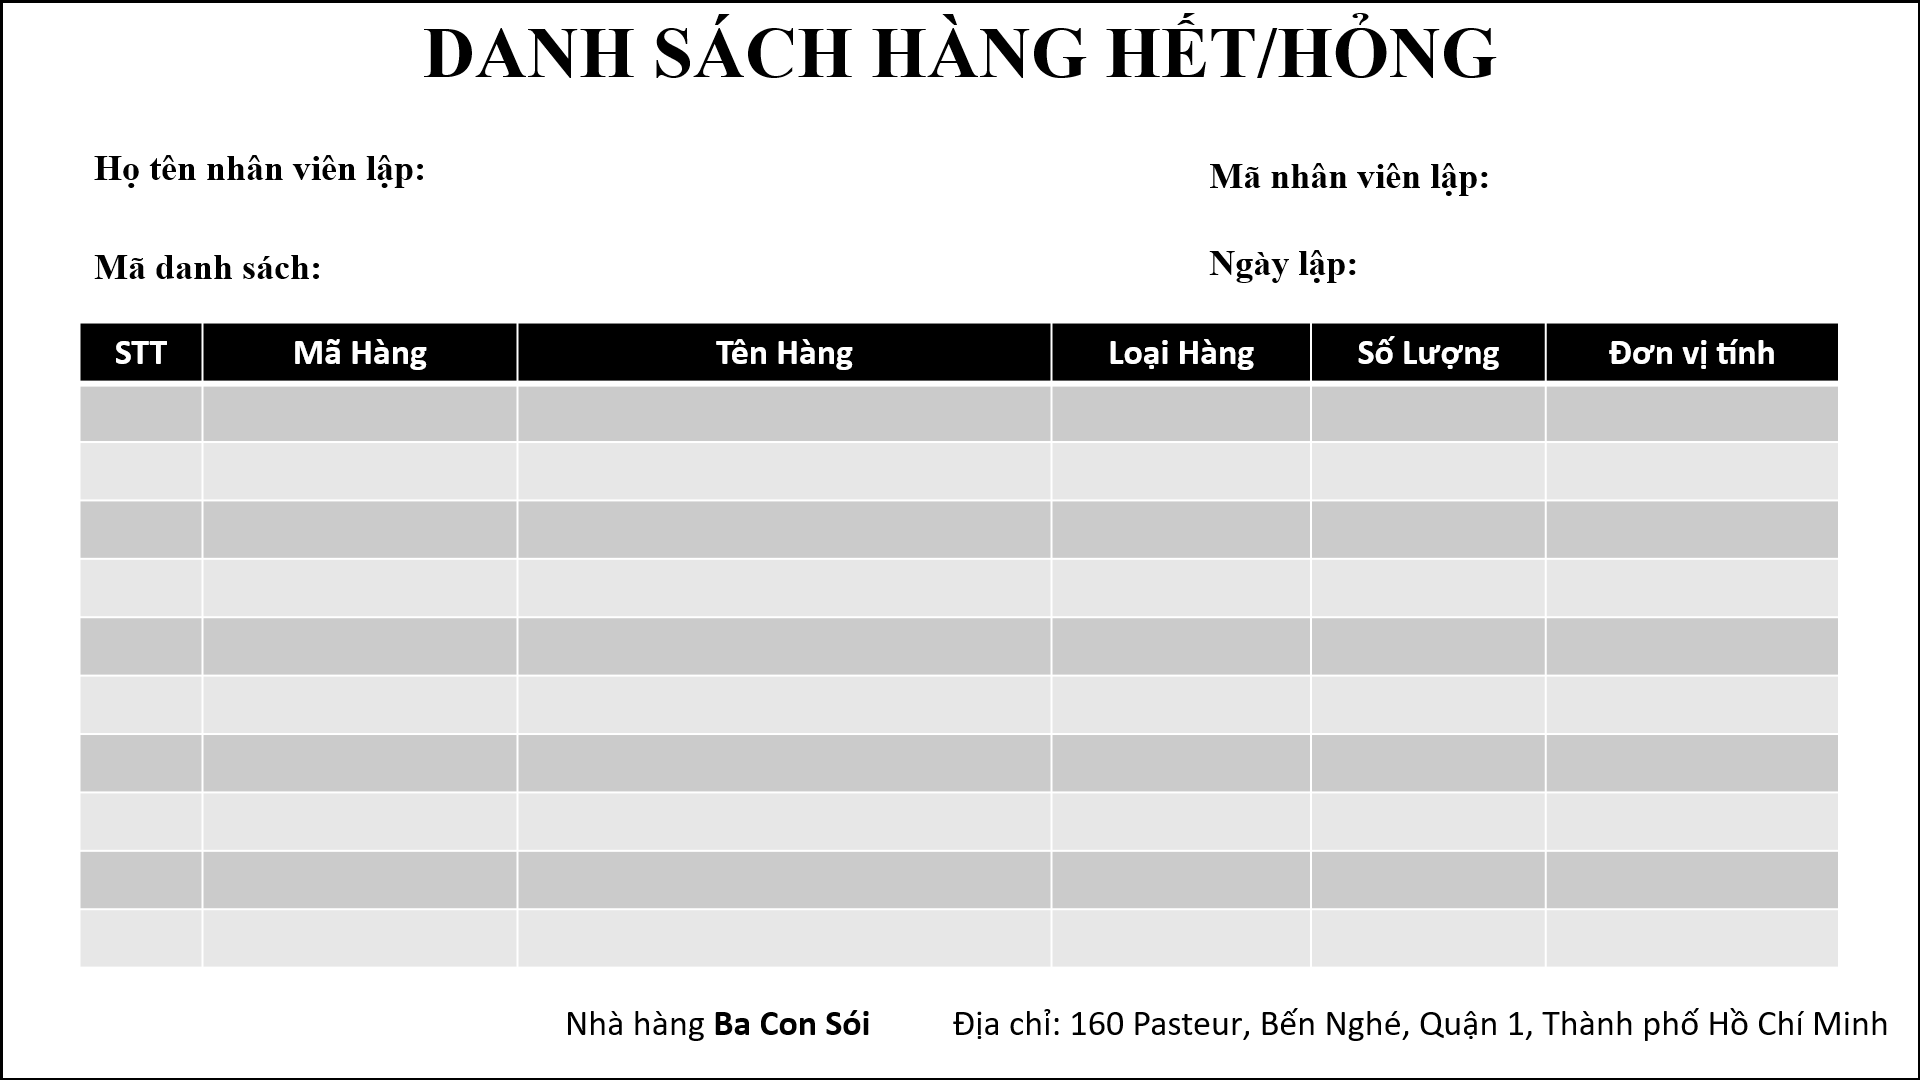 DANH SÁCH HÀNG HẾT/HỎNG
Họ tên nhân viên lập:
Mã nhân viên lập:
Mã danh sách:
Ngày lập:
STT Mã Hàng Tên Hàng Loại Hàng Số Lượng Đơn vị tính
Nhà hàng Ba Con Sói Địa chỉ: 160 Pasteur, Bến Nghé, Quận 1, Thành phố Hồ Chí Minh